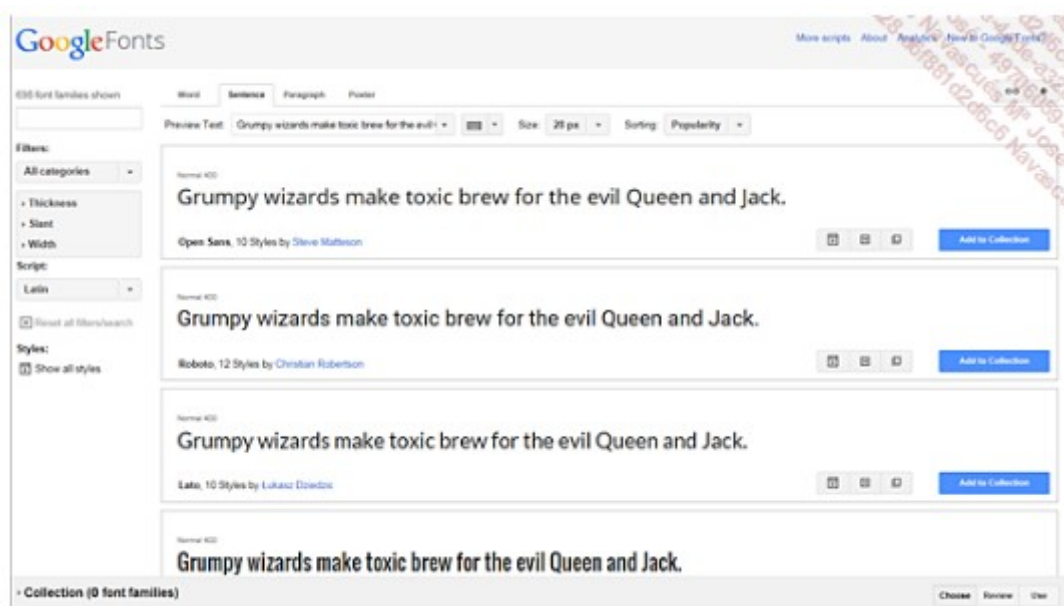 GoogleFonts
More scripts About Analytics New to Google Fonts?
font families shown
Word Sentence Paragraph Poster
Preview Text: Grumpy wizards make toxic brew for the evil Size: 20 px Sorting: Popularity
Filters:
All categories
Thickness
Slant
Width
Script:
Latin
Reset all filters/search
Styles:
Show all styles
Normal 400
Grumpy wizards make toxic brew for the evil Queen and Jack.
Open Sans, 10 Styles by Steve Matteson
Add to Collection
Normal 400
Grumpy wizards make toxic brew for the evil Queen and Jack.
Roboto, 12 Styles by Christian Robertson
Add to Collection
Normal 400
Grumpy wizards make toxic brew for the evil Queen and Jack.
Lato, 10 Styles by Łukasz Dziedzic
Add to Collection
Normal 400
Grumpy wizards make toxic brew for the evil Queen and Jack.
Collection (0 font families)
Choose Review Use